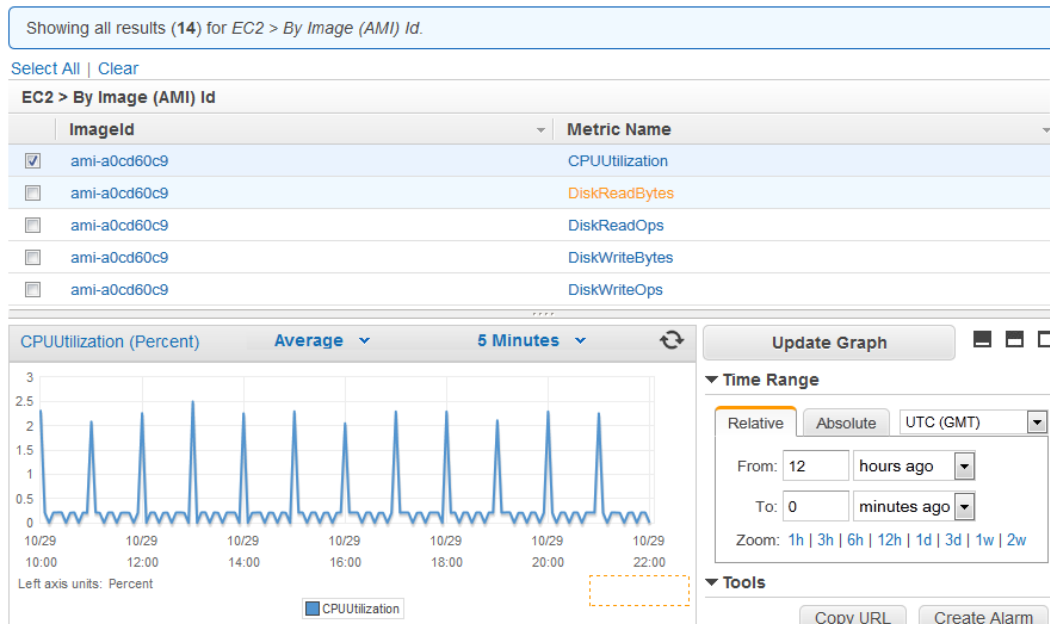 Showing all results (14) for EC2 > By Image (AMI) Id.
Select All | Clear
EC2 > By Image (AMI) Id
ImageId Metric Name
ami-a0cd60c9 CPUUtilization
ami-a0cd60c9 DiskReadBytes
ami-a0cd60c9 DiskReadOps
ami-a0cd60c9 DiskWriteBytes
ami-a0cd60c9 DiskWriteOps
CPUUtilization (Percent) Average 5 Minutes
3
2.5
2
1.5
1
0.5
0
10/29 10/29 10/29 10/29 10/29 10/29 10/29
10:00 12:00 14:00 16:00 18:00 20:00 22:00
Left axis units: Percent
CPUUtilization
Update Graph
Time Range
Relative Absolute UTC (GMT)
From: 12 hours ago
To: 0 minutes ago
Zoom: 1h | 3h | 6h | 12h | 1d | 3d | 1w | 2w
Tools
Copy URL Create Alarm